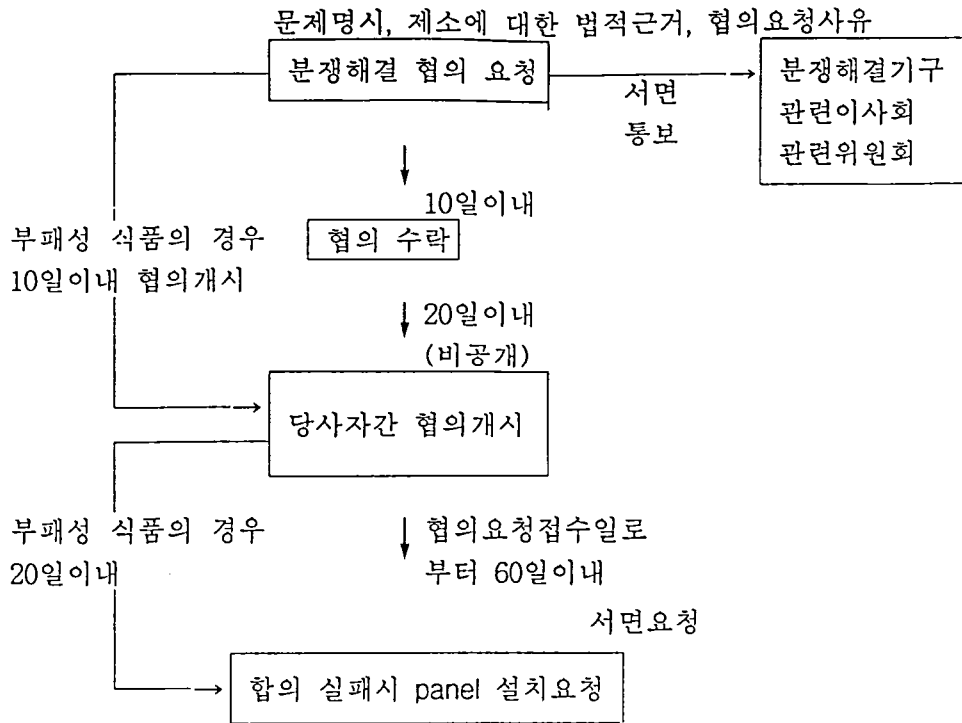 문제명시, 제소에 대한 법적근거, 협의요청사유
분쟁해결 협의 요청
서면
통보
분쟁해결기구
관련이사회
관련위원회
10일이내
부패성 식품의 경우
10일이내 협의개시
협의 수락
20일이내
(비공개)
당사자간 협의개시
부패성 식품의 경우
20일이내
협의요청접수일로
부터 60일이내
서면요청
합의 실패시 panel 설치요청